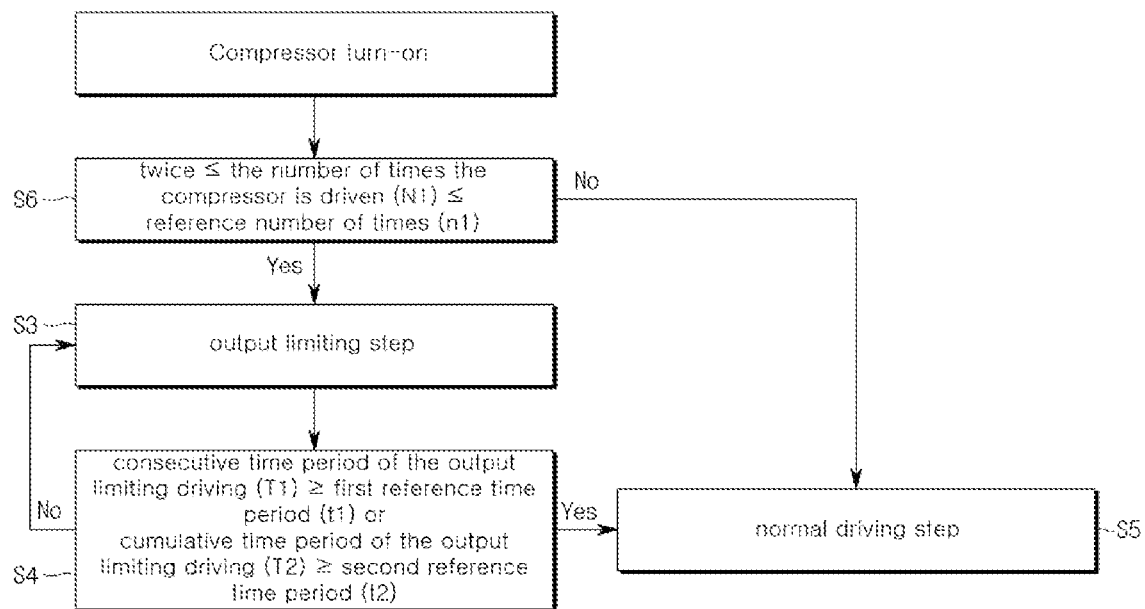 Compressor turn-on
twice ≤ the number of times the
compressor is driven (N1) ≤
reference number of times (n1)
S6
No
Yes
S3
output limiting step
consecutive time period of the output
limiting driving (T1) ≥ first reference time
period (t1) or
cumulative time period of the output
limiting driving (T2) ≥ second reference
time period (t2)
No
S4
Yes
normal driving step
S5